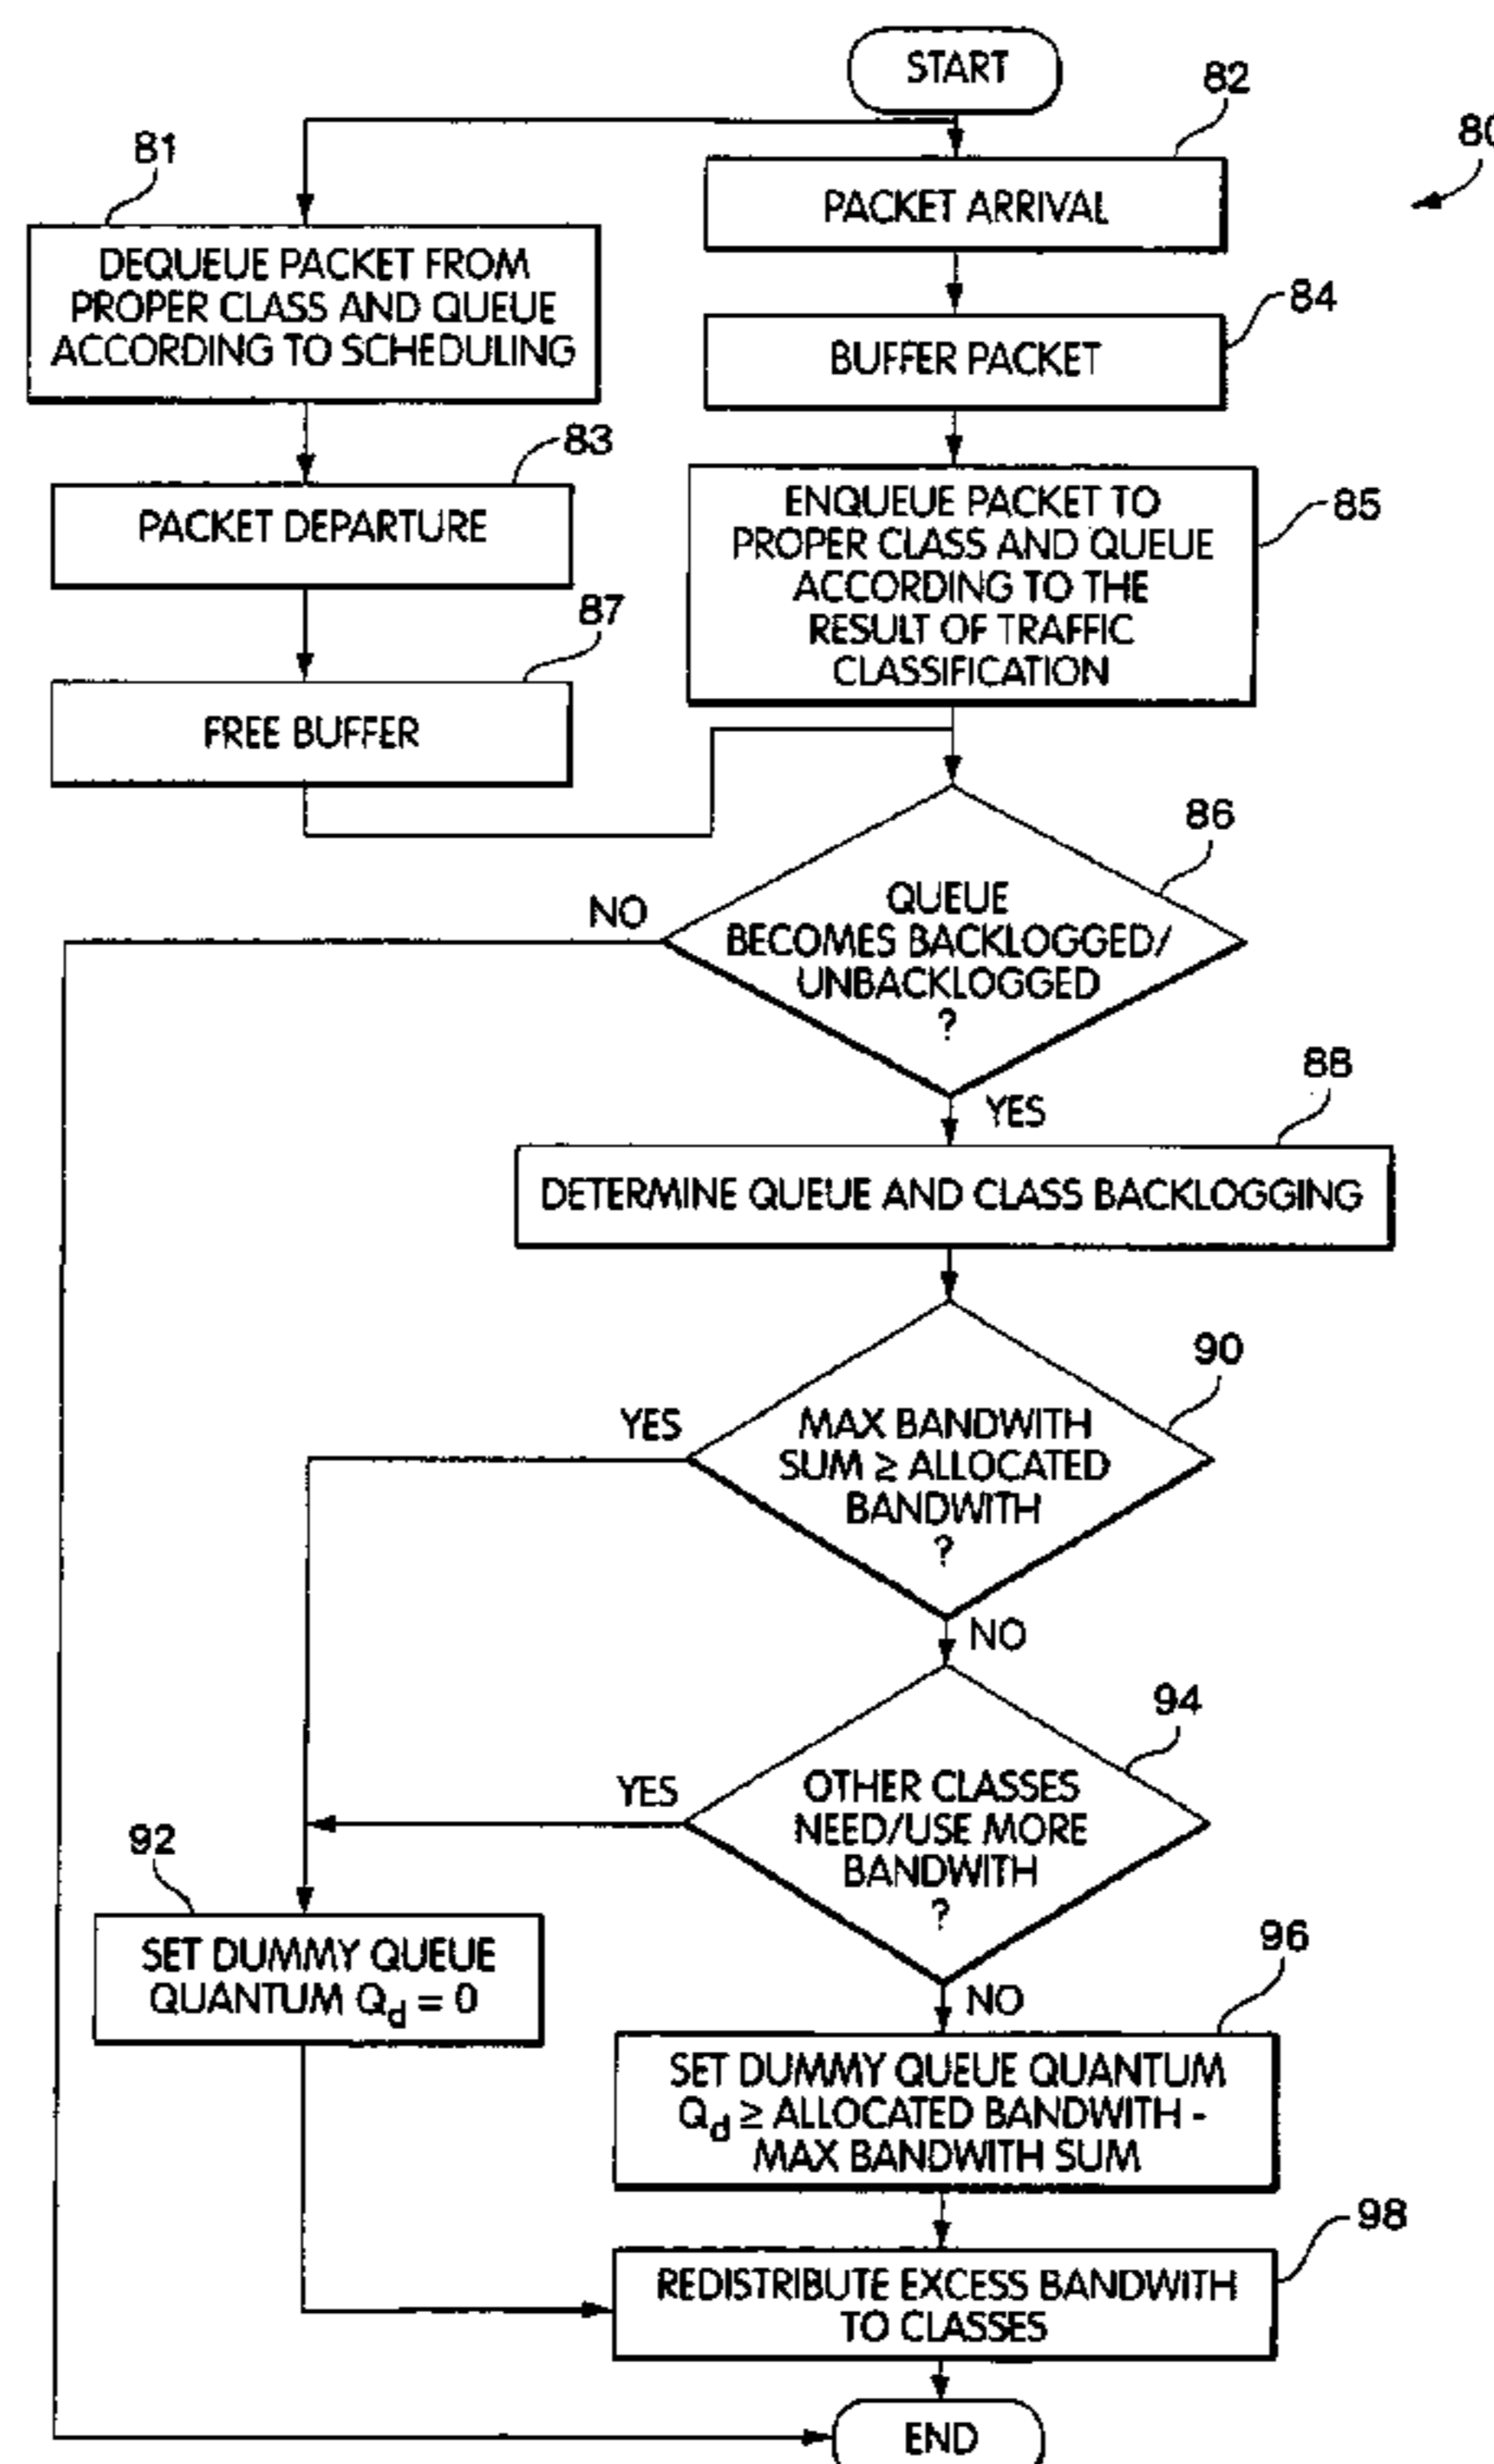 START
82
80
81
PACKET ARRIVAL
DEQUEUE PACKET FROM
PROPER CLASS AND QUEUE
ACCORDING TO SCHEDULING
84
BUFFER PACKET
83
PACKET DEPARTURE
ENQUEUE PACKET TO
PROPER CLASS AND QUEUE
ACCORDING TO THE
RESULT OF TRAFFIC
CLASSIFICATION
85
87
FREE BUFFER
86
NO
QUEUE
BECOMES BACKLOGGED/
UNBACKLOGGED
?
YES
88
DETERMINE QUEUE AND CLASS BACKLOGGING
90
YES
MAX BANDWITH
SUM ≥ ALLOCATED
BANDWITH
?
NO
94
YES
OTHER CLASSES
NEED/USE MORE
BANDWITH
?
NO
92
SET DUMMY QUEUE
QUANTUM Qd = 0
96
SET DUMMY QUEUE QUANTUM
Qd ≥ ALLOCATED BANDWITH -
MAX BANDWITH SUM
98
REDISTRIBUTE EXCESS BANDWITH
TO CLASSES
END